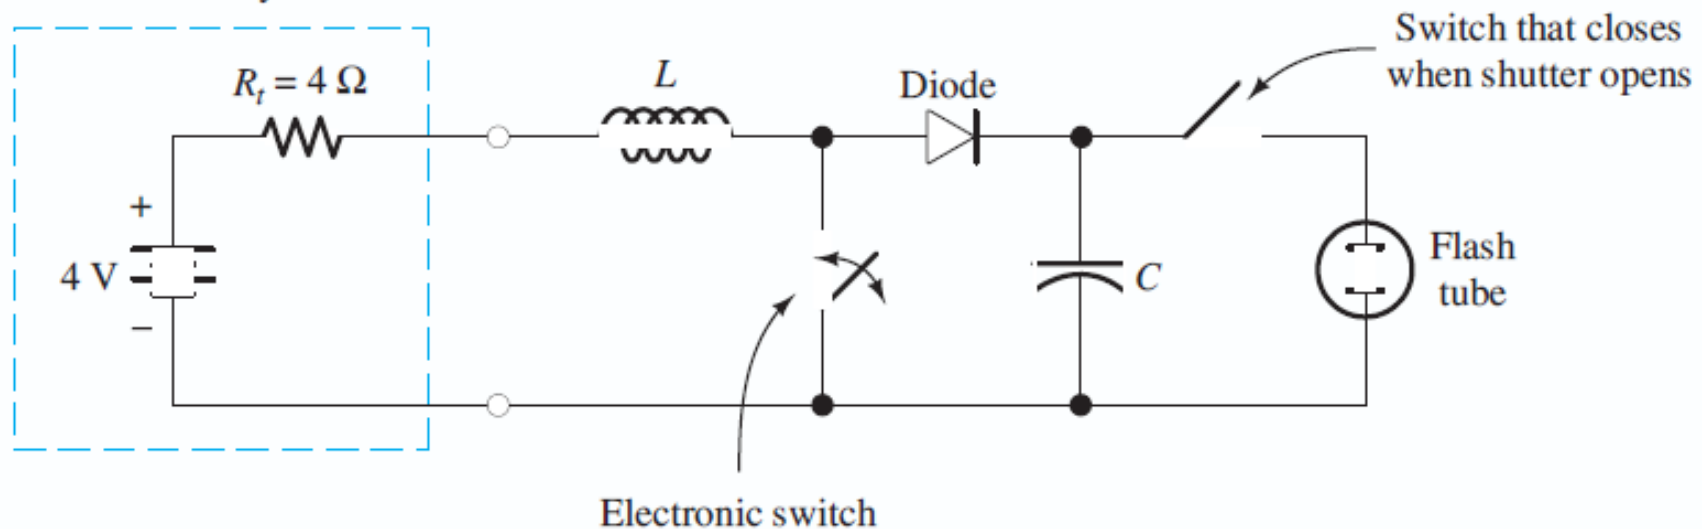 Switch that closes
when shutter opens
Rₜ = 4 Ω
L
Diode
+
4 V
−
C
Flash
tube
Electronic switch